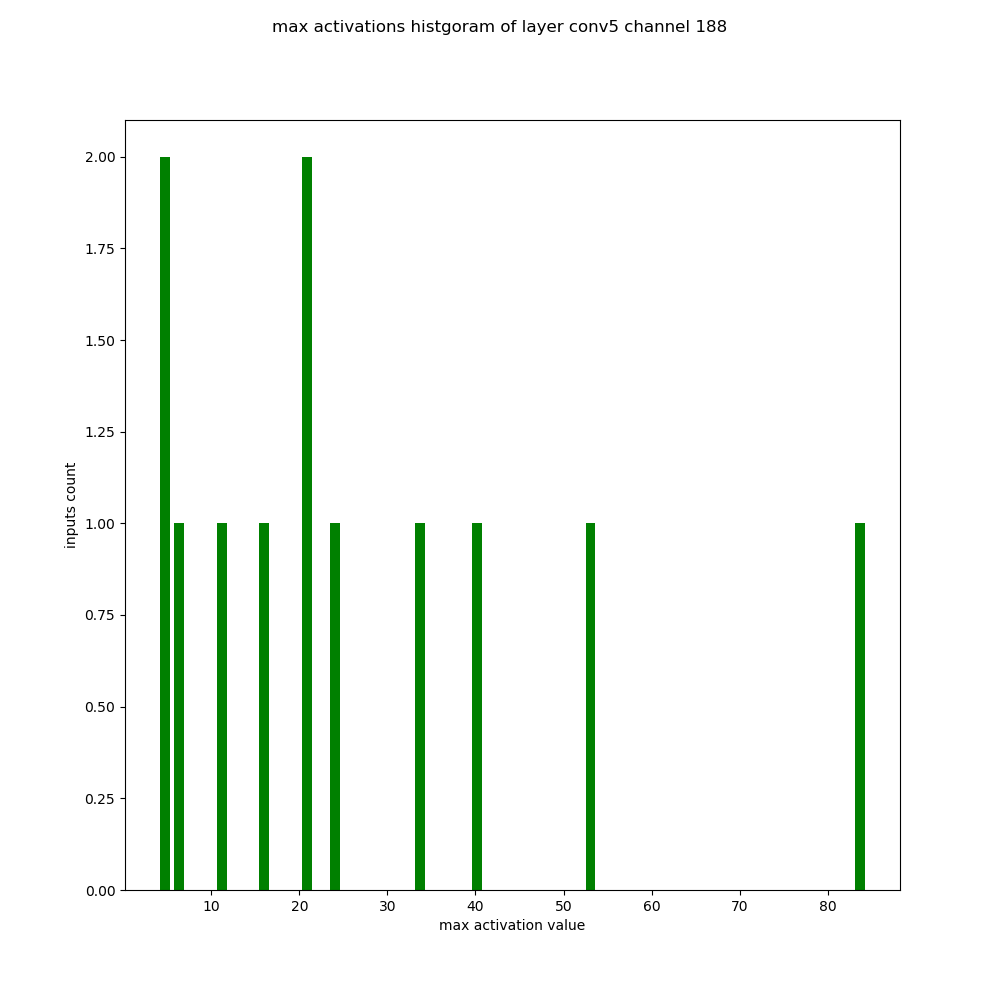 max activations histgoram of layer conv5 channel 188
2.00
1.75
1.50
1.25
1.00
0.75
0.50
0.25
0.00
inputs count
10 20 30 40 50 60 70 80
max activation value